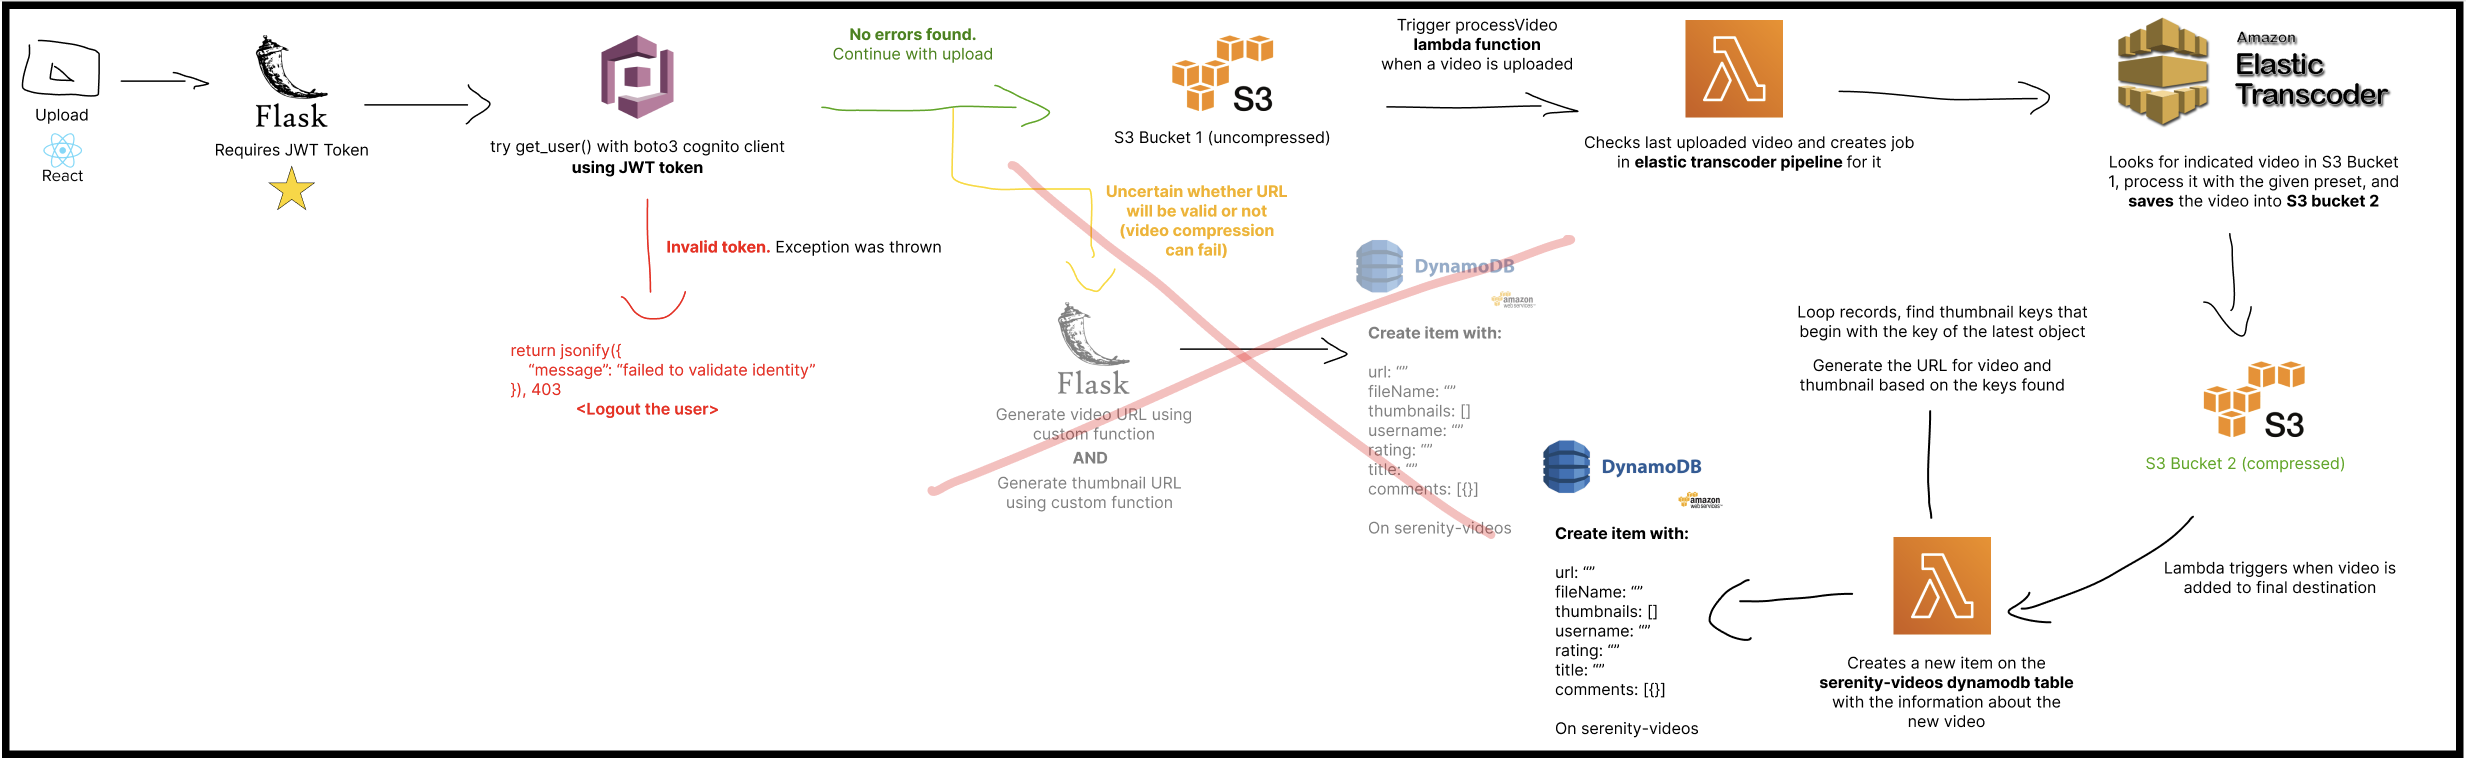 Upload
React
Flask
Requires JWT Token
try get_user() with boto3 cognito client
using JWT token
Invalid token. Exception was thrown
return jsonify({
“message”: “failed to validate identity”
}), 403
<Logout the user>
No errors found.
Continue with upload
S3
S3 Bucket 1 (uncompressed)
Uncertain whether URL
will be valid or not
(video compression
can fail)
Flask
Generate video URL using
custom function
AND
Generate thumbnail URL
using custom function
DynamoDB
amazon
web services™
Create item with:
url: “”
fileName: “”
thumbnails: []
username: “”
rating: “”
title: “”
comments: [{}]
On serenity-videos
Trigger processVideo
lambda function
when a video is uploaded
Checks last uploaded video and creates job
in elastic transcoder pipeline for it
Amazon
Elastic
Transcoder
Looks for indicated video in S3 Bucket
1, process it with the given preset, and
saves the video into S3 bucket 2
S3
S3 Bucket 2 (compressed)
Lambda triggers when video is
added to final destination
Loop records, find thumbnail keys that
begin with the key of the latest object
Generate the URL for video and
thumbnail based on the keys found
Creates a new item on the
serenity-videos dynamodb table
with the information about the
new video
DynamoDB
amazon
web services™
Create item with:
url: “”
fileName: “”
thumbnails: []
username: “”
rating: “”
title: “”
comments: [{}]
On serenity-videos